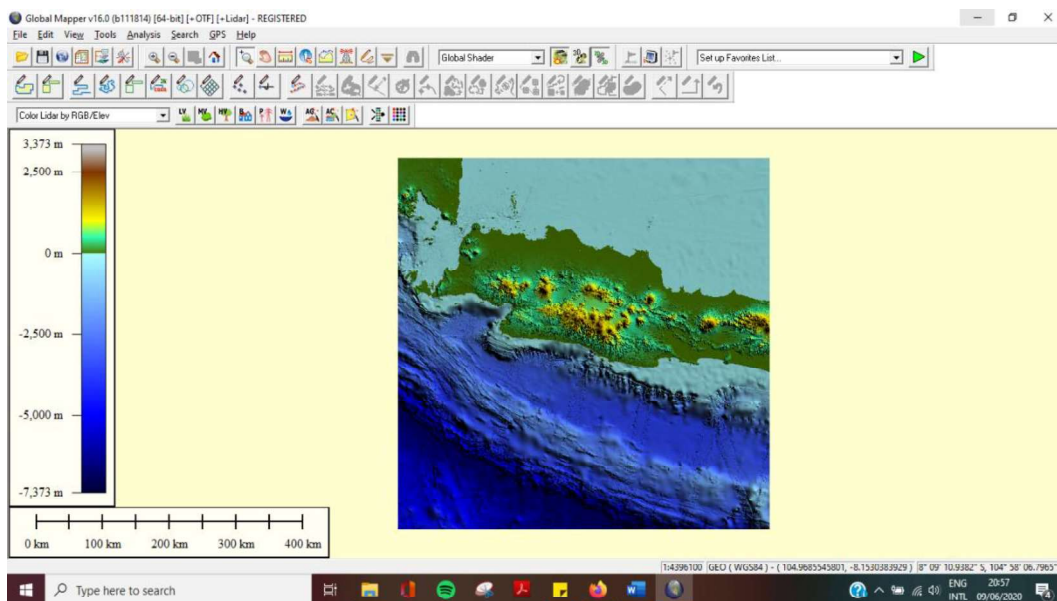 Global Mapper v16.0 (b111814) [64-bit] [+OTF] [+Lidar] - REGISTERED
File Edit View Tools Analysis Search GPS Help
Global Shader
Set up Favorites List...
Color Lidar by RGB/Elev
3,373 m
2,500 m
0 m
-2,500 m
-5,000 m
-7,373 m
0 km 100 km 200 km 300 km 400 km
1:4396100 GEO ( WGS84 ) - ( 104.9685545801, -8.1530383929 ) 8° 09' 10.9382" S, 104° 58' 06.7965"
Type here to search
ENG 20:57
INTL 09/06/2020